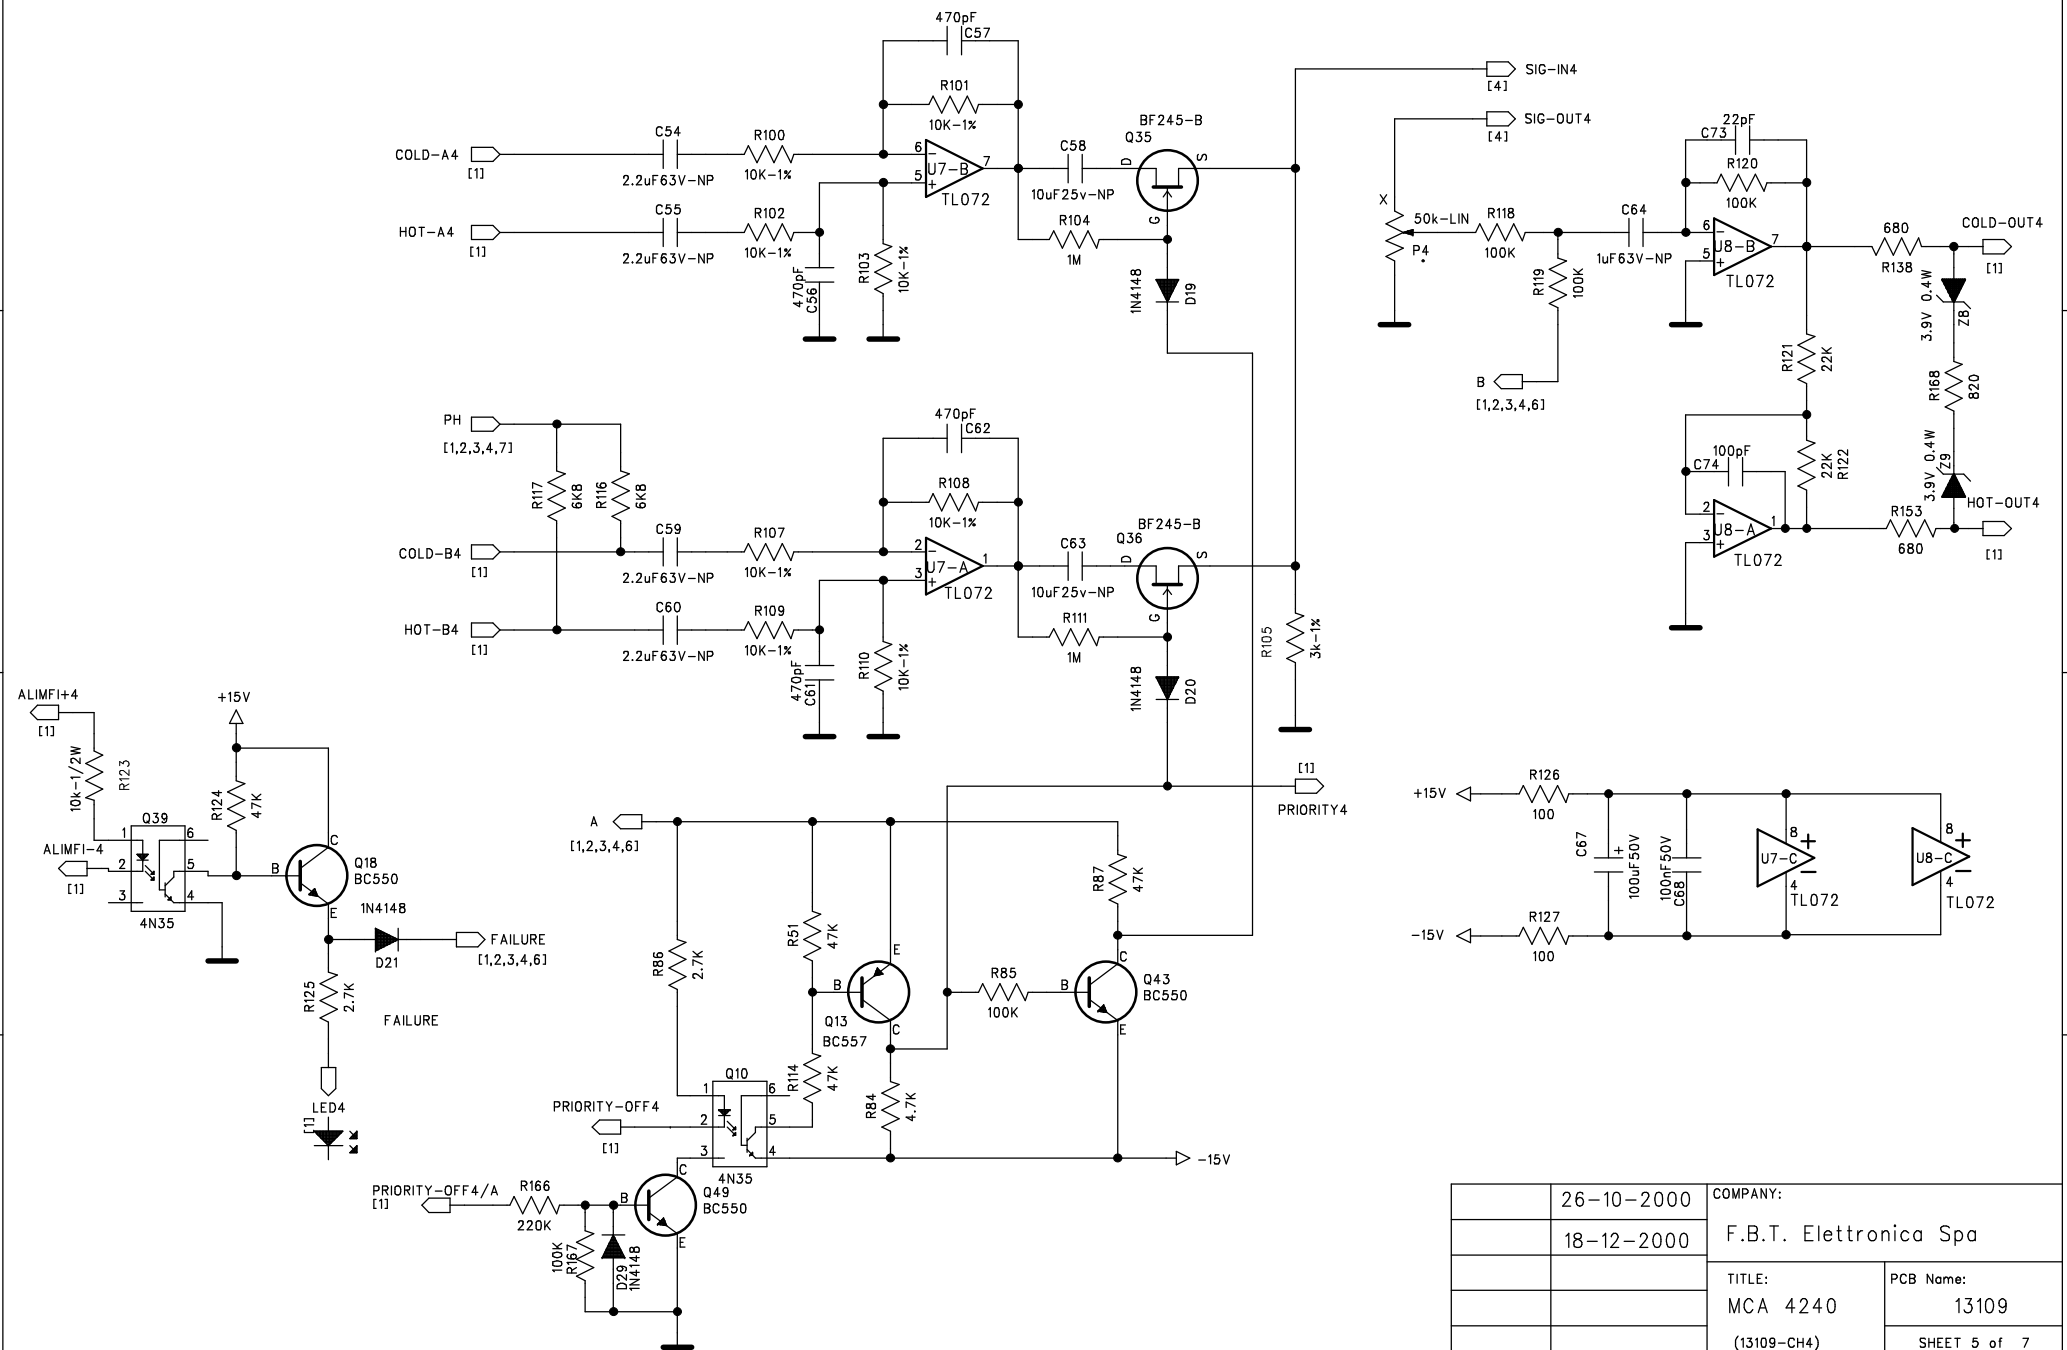 470pF
C57
R101
10K-1%
COLD-A4
[1]
C54
2.2uF63V-NP
R100
10K-1%
6
5
7
U7-B
TL072
C58
10uF25v-NP
BF245-B
Q35
D
S
G
HOT-A4
[1]
C55
2.2uF63V-NP
R102
10K-1%
470pF
C56
R103
10K-1%
R104
1M
1N4148
D19
SIG-IN4
[4]
SIG-OUT4
[4]
X
50k-LIN
P4
R118
100K
R119
100K
B
[1,2,3,4,6]
C64
1uF63V-NP
22pF
C73
R120
100K
6
5
7
U8-B
TL072
680
R138
COLD-OUT4
[1]
3.9V 0.4W
Z8
R121
22K
R168
820
100pF
C74
22K
R122
3.9V 0.4W
Z9
2
3
1
U8-A
TL072
R153
680
HOT-OUT4
[1]
PH
[1,2,3,4,7]
R117
6K8
R116
6K8
470pF
C62
R108
10K-1%
COLD-B4
[1]
C59
2.2uF63V-NP
R107
10K-1%
2
3
1
U7-A
TL072
C63
10uF25v-NP
BF245-B
Q36
D
S
G
HOT-B4
[1]
C60
2.2uF63V-NP
R109
10K-1%
470pF
C61
R110
10K-1%
R111
1M
1N4148
D20
R105
3k-1%
[1]
PRIORITY4
ALIMFI+4
[1]
10k-1/2W
R123
+15V
R124
47K
Q39
1
2
3
6
5
4
4N35
ALIMFI-4
[1]
B
C
E
Q18
BC550
1N4148
D21
FAILURE
[1,2,3,4,6]
R125
2.7K
FAILURE
LED4
[1]
A
[1,2,3,4,6]
R86
2.7K
R51
47K
R87
47K
B
E
C
Q13
BC557
R85
100K
B
C
E
Q43
BC550
R114
47K
R84
4.7K
Q10
1
2
3
6
5
4
4N35
PRIORITY-OFF4
[1]
-15V
PRIORITY-OFF4/A
[1]
R166
220K
B
C
E
Q49
BC550
100K
R167
D29
1N4148
+15V
R126
100
C67
+
100uF50V
100nF50V
C68
8
U7-C
+
−
4
TL072
8
U8-C
+
−
4
TL072
-15V
R127
100
26-10-2000
18-12-2000
COMPANY:
F.B.T. Elettronica Spa
TITLE:
MCA 4240
(13109-CH4)
PCB Name:
13109
SHEET 5 of 7